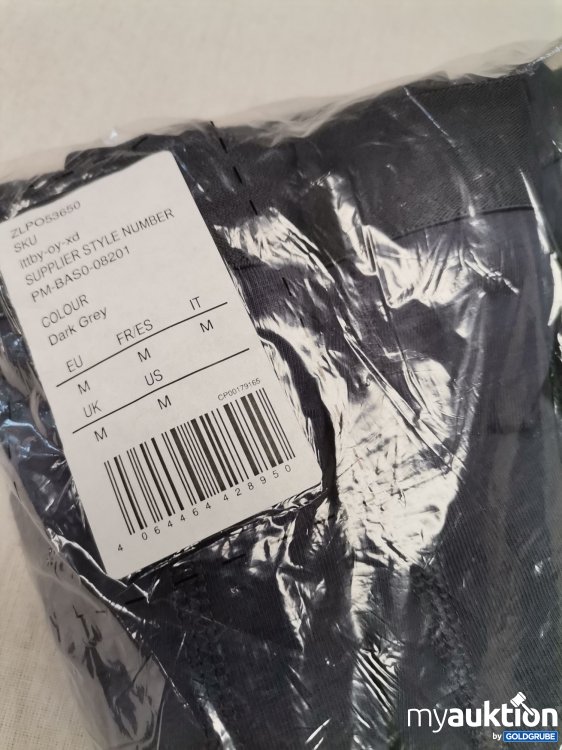 ZLPO53650
SKU
ittby-oy-xd
SUPPLIER STYLE NUMBER
PM-BAS0-08201
COLOUR
Dark Grey
EU FR/ES IT
M M M
UK US
M M
CP00179165
4 064464 428950
myauktion
by GOLDGRUBE